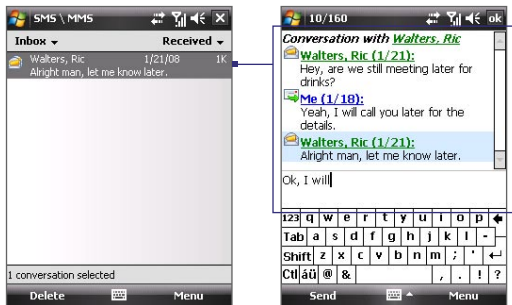 SMS \ MMS
Inbox
Received
Walters, Ric 1/21/08 1K
Alright man, let me know later.
1 conversation selected
Delete
Menu
10/160
ok
Conversation with Walters, Ric
Walters, Ric (1/21):
Hey, are we still meeting later for
drinks?
Me (1/18):
Yeah, I will call you later for the
details.
Walters, Ric (1/21):
Alright man, let me know later.
Ok, I will
123 q w e r t y u i o p
Tab a s d f g h j k l -
Shift z x c v b n m ; '
Ctl áü @ & , . ! ?
Send
Menu